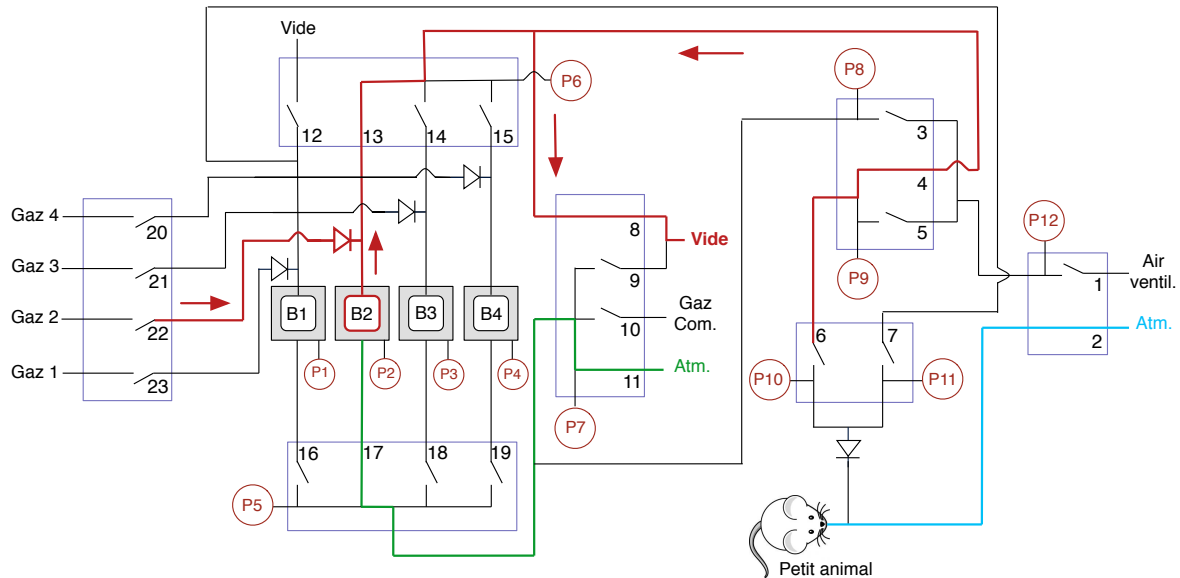 Vide
P6
12
13
14
15
P8
3
4
5
P9
P12
1
Air
ventil.
2
Atm.
Gaz 4
20
Gaz 3
21
Gaz 2
22
Gaz 1
23
B1
B2
B3
B4
P1
P2
P3
P4
8
Vide
9
Gaz
Com.
10
Atm.
11
P7
6
7
P10
P11
16
17
18
19
P5
Petit animal